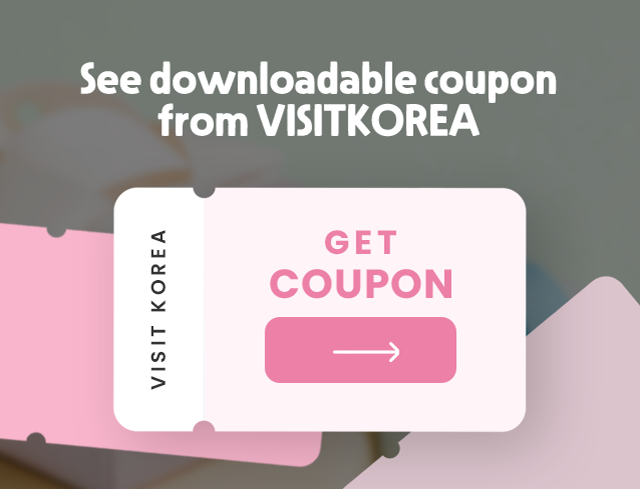 See downloadable coupon
from VISITKOREA
VISIT KOREA
GET
COUPON